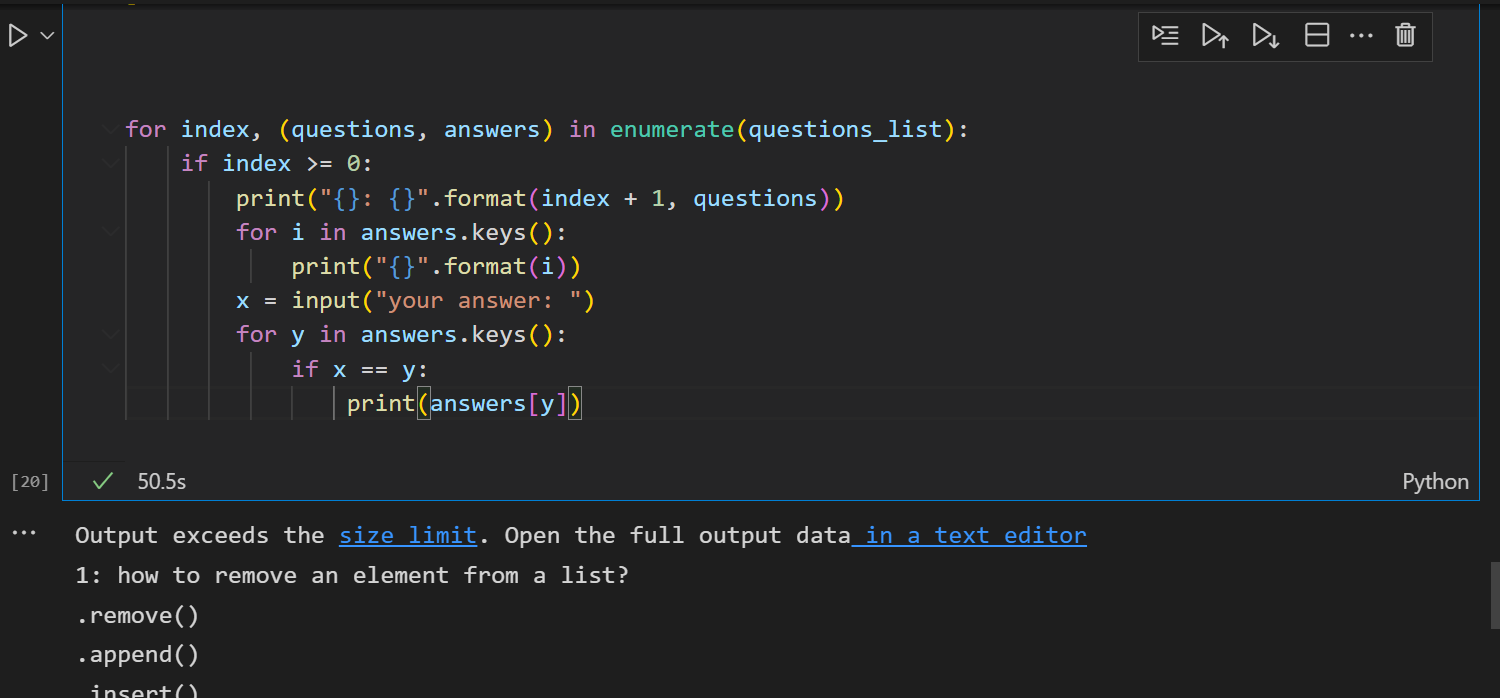 for index, (questions, answers) in enumerate(questions_list):
if index >= 0:
print("{}: {}".format(index + 1, questions))
for i in answers.keys():
print("{}".format(i))
x = input("your answer: ")
for y in answers.keys():
if x == y:
print(answers[y])
[20] 50.5s Python
Output exceeds the size limit. Open the full output data in a text editor
1: how to remove an element from a list?
.remove()
.append()
.insert()